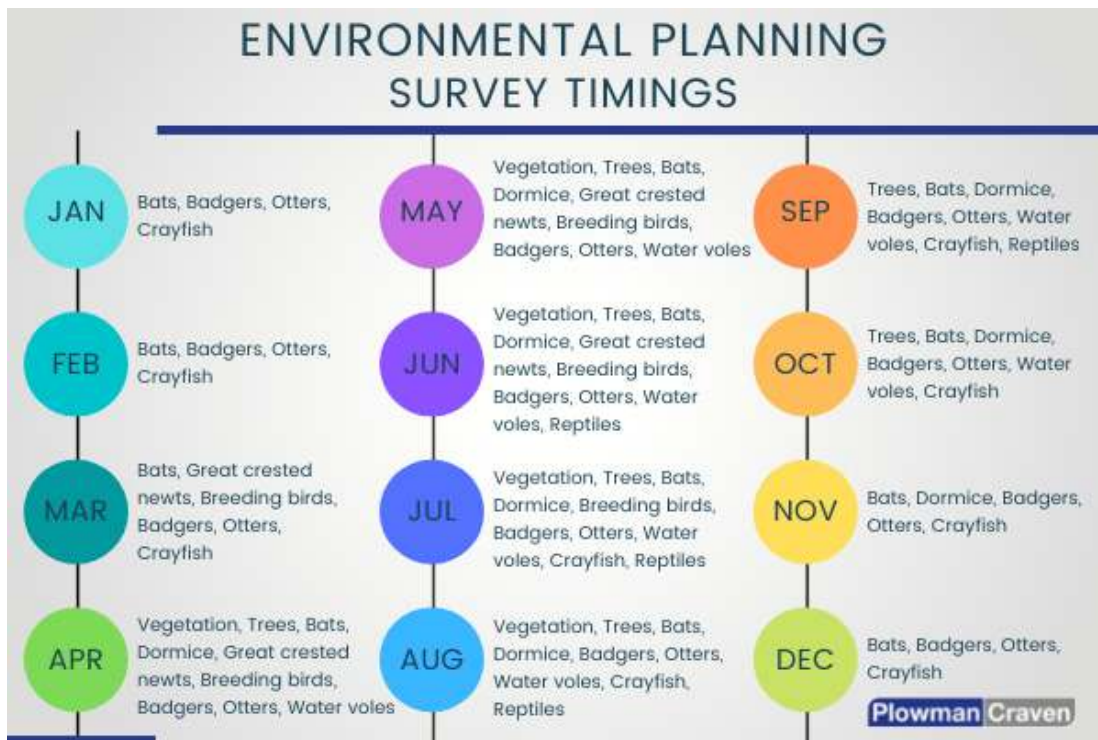 ENVIRONMENTAL PLANNING
SURVEY TIMINGS
JAN
Bats, Badgers, Otters,
Crayfish
FEB
Bats, Badgers, Otters,
Crayfish
MAR
Bats, Great crested
newts, Breeding birds,
Badgers, Otters,
Crayfish
APR
Vegetation, Trees, Bats,
Dormice, Great crested
newts, Breeding birds,
Badgers, Otters, Water voles
MAY
Vegetation, Trees, Bats,
Dormice, Great crested
newts, Breeding birds,
Badgers, Otters, Water voles
JUN
Vegetation, Trees, Bats,
Dormice, Great crested
newts, Breeding birds,
Badgers, Otters, Water
voles, Reptiles
JUL
Vegetation, Trees, Bats,
Dormice, Breeding birds,
Badgers, Otters, Water
voles, Crayfish, Reptiles
AUG
Vegetation, Trees, Bats,
Dormice, Badgers, Otters,
Water voles, Crayfish,
Reptiles
SEP
Trees, Bats, Dormice,
Badgers, Otters, Water
voles, Crayfish, Reptiles
OCT
Trees, Bats, Dormice,
Badgers, Otters, Water
voles, Crayfish
NOV
Bats, Dormice, Badgers,
Otters, Crayfish
DEC
Bats, Badgers, Otters,
Crayfish
Plowman Craven